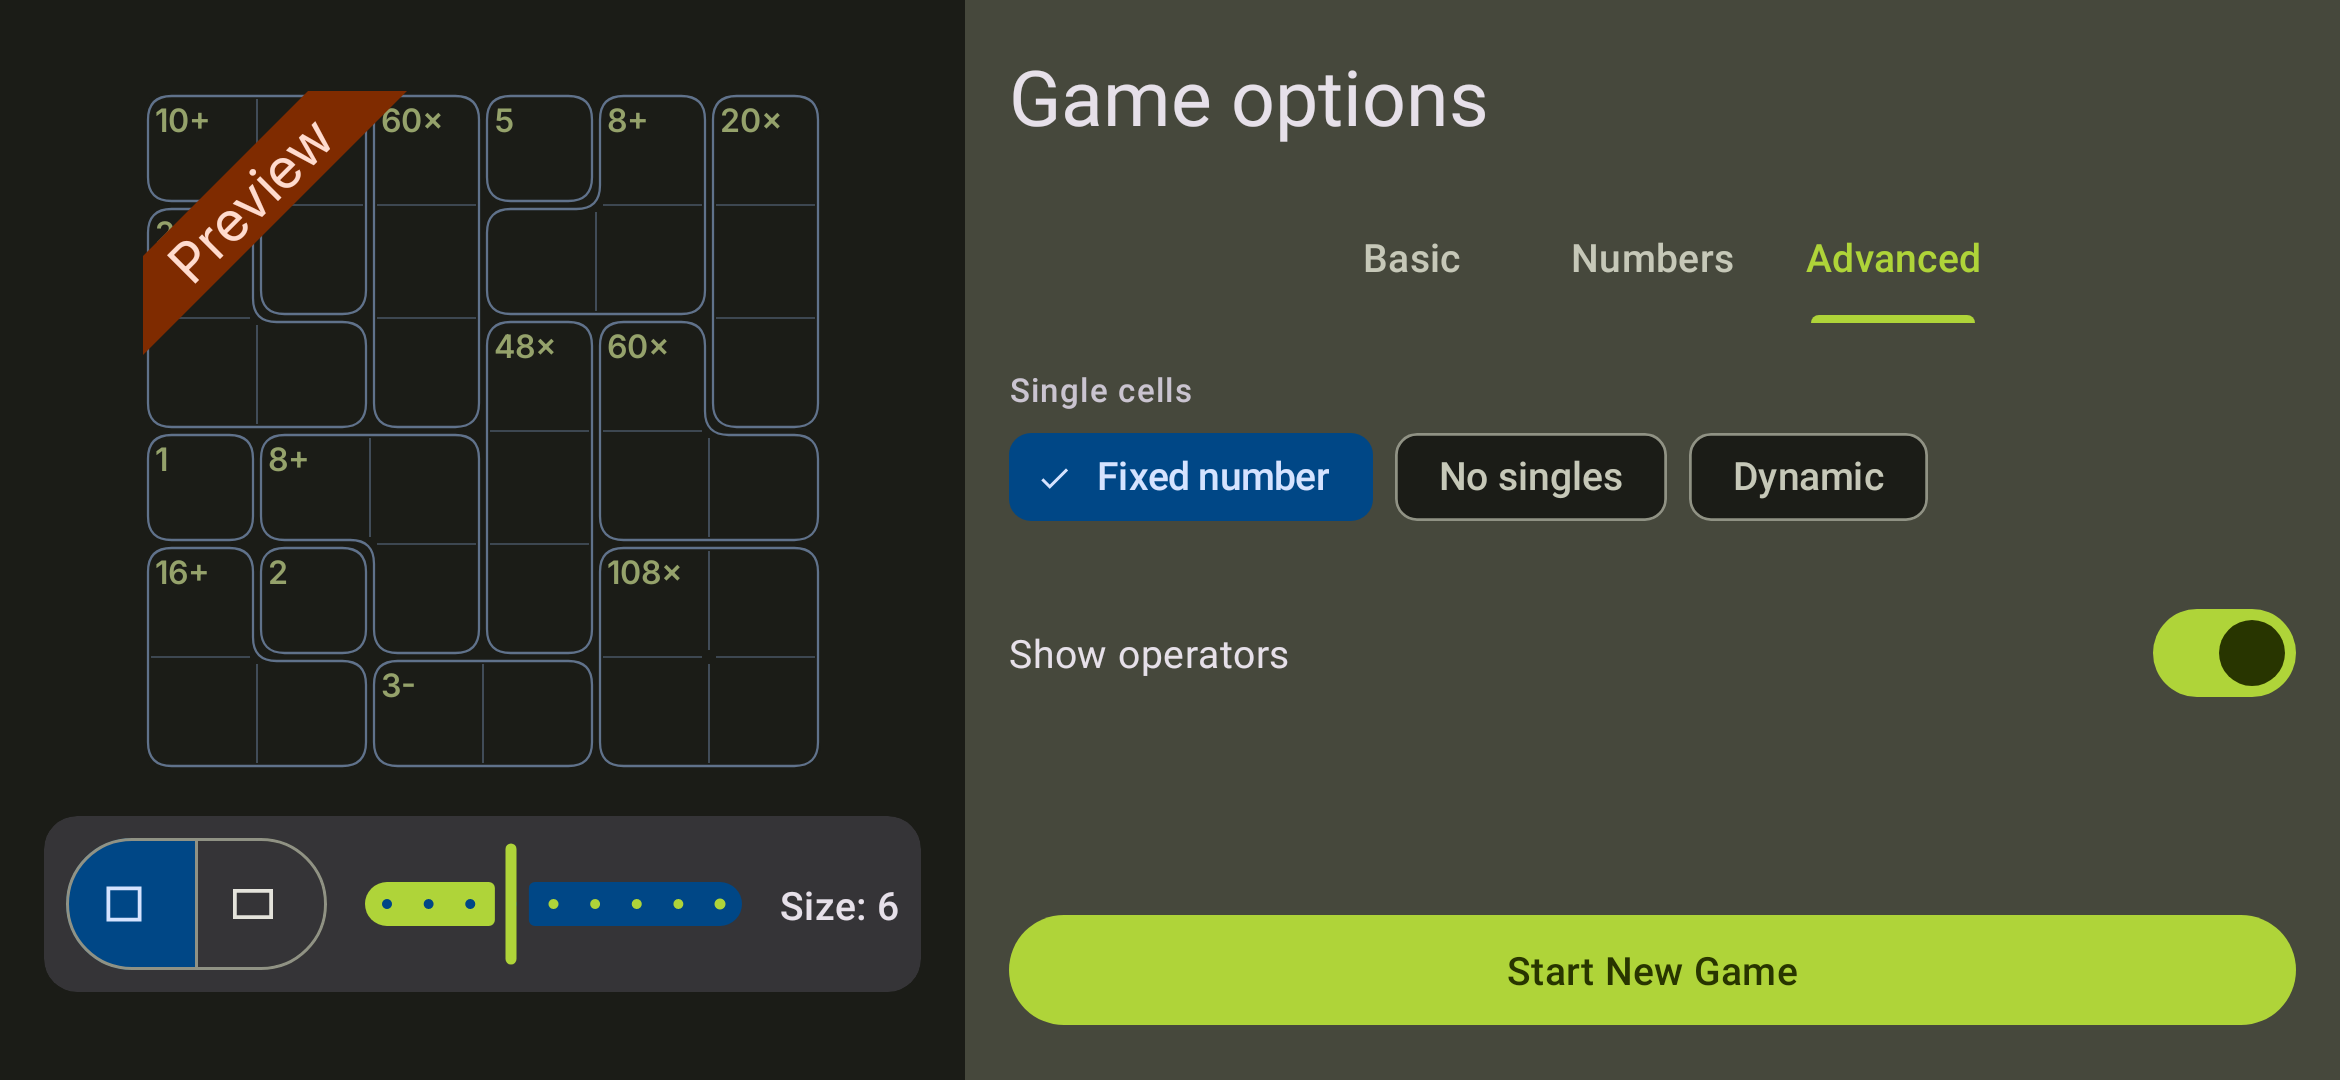 10+ 60× 5 8+ 20×
Preview
48× 60×
1 8+
16+ 2 108×
3-
Size: 6
Game options
Basic Numbers Advanced
Single cells
Fixed number No singles Dynamic
Show operators
Start New Game